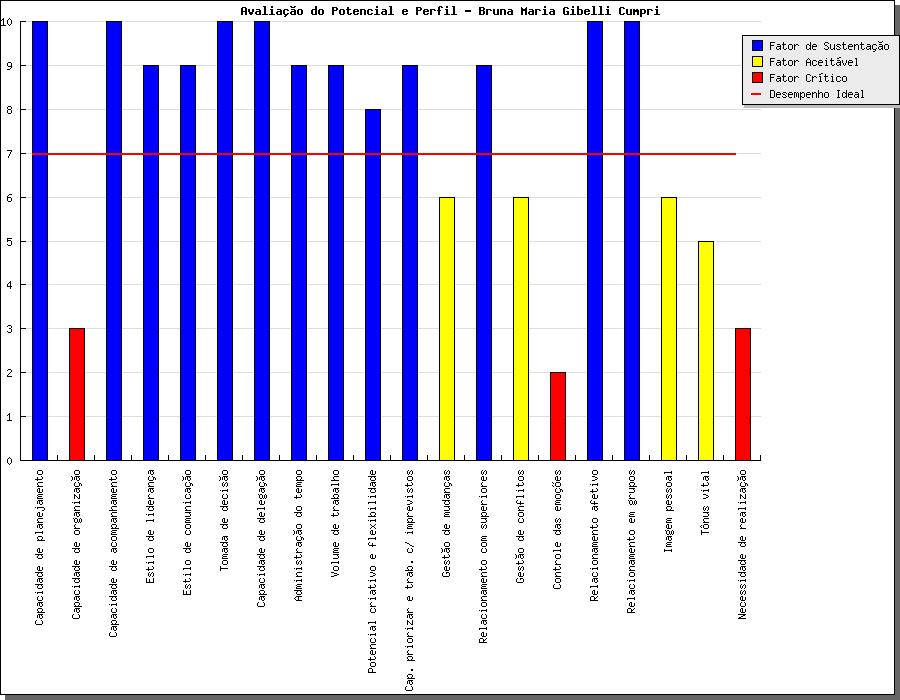 Avaliação do Potencial e Perfil - Bruna Maria Gibelli Cumpri
Fator de Sustentação
Fator Aceitável
Fator Crítico
Desempenho Ideal
10
9
8
7
6
5
4
3
2
1
0
Capacidade de planejamento
Capacidade de organização
Capacidade de acompanhamento
Estilo de liderança
Estilo de comunicação
Tomada de decisão
Capacidade de delegação
Administração do tempo
Volume de trabalho
Potencial criativo e flexibilidade
Cap. priorizar e trab. c/ imprevistos
Gestão de mudanças
Relacionamento com superiores
Gestão de conflitos
Controle das emoções
Relacionamento afetivo
Relacionamento em grupos
Imagem pessoal
Tônus vital
Necessidade de realização